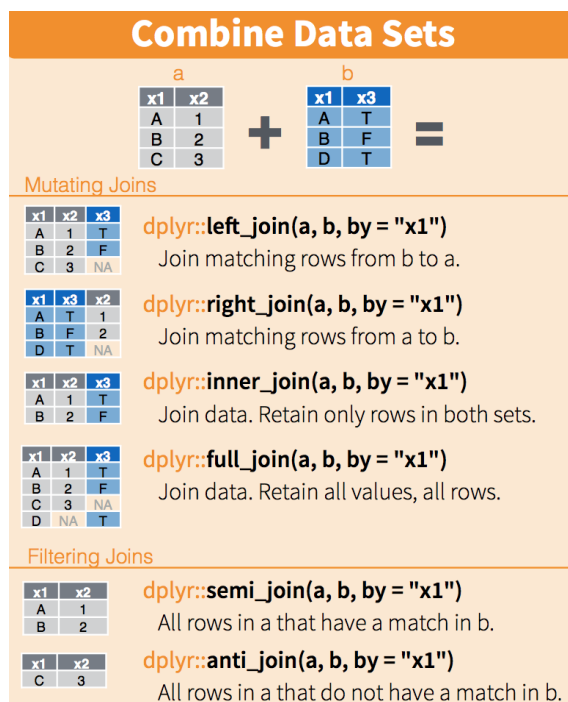 Combine Data Sets
a b
x1 x2 x1 x3
A 1 A T
B 2 + B F =
C 3 D T
Mutating Joins
x1 x2 x3
A 1 T
B 2 F
C 3 NA
dplyr::left_join(a, b, by = "x1")
Join matching rows from b to a.
x1 x3 x2
A T 1
B F 2
D T NA
dplyr::right_join(a, b, by = "x1")
Join matching rows from a to b.
x1 x2 x3
A 1 T
B 2 F
dplyr::inner_join(a, b, by = "x1")
Join data. Retain only rows in both sets.
x1 x2 x3
A 1 T
B 2 F
C 3 NA
D NA T
dplyr::full_join(a, b, by = "x1")
Join data. Retain all values, all rows.
Filtering Joins
x1 x2
A 1
B 2
dplyr::semi_join(a, b, by = "x1")
All rows in a that have a match in b.
x1 x2
C 3
dplyr::anti_join(a, b, by = "x1")
All rows in a that do not have a match in b.